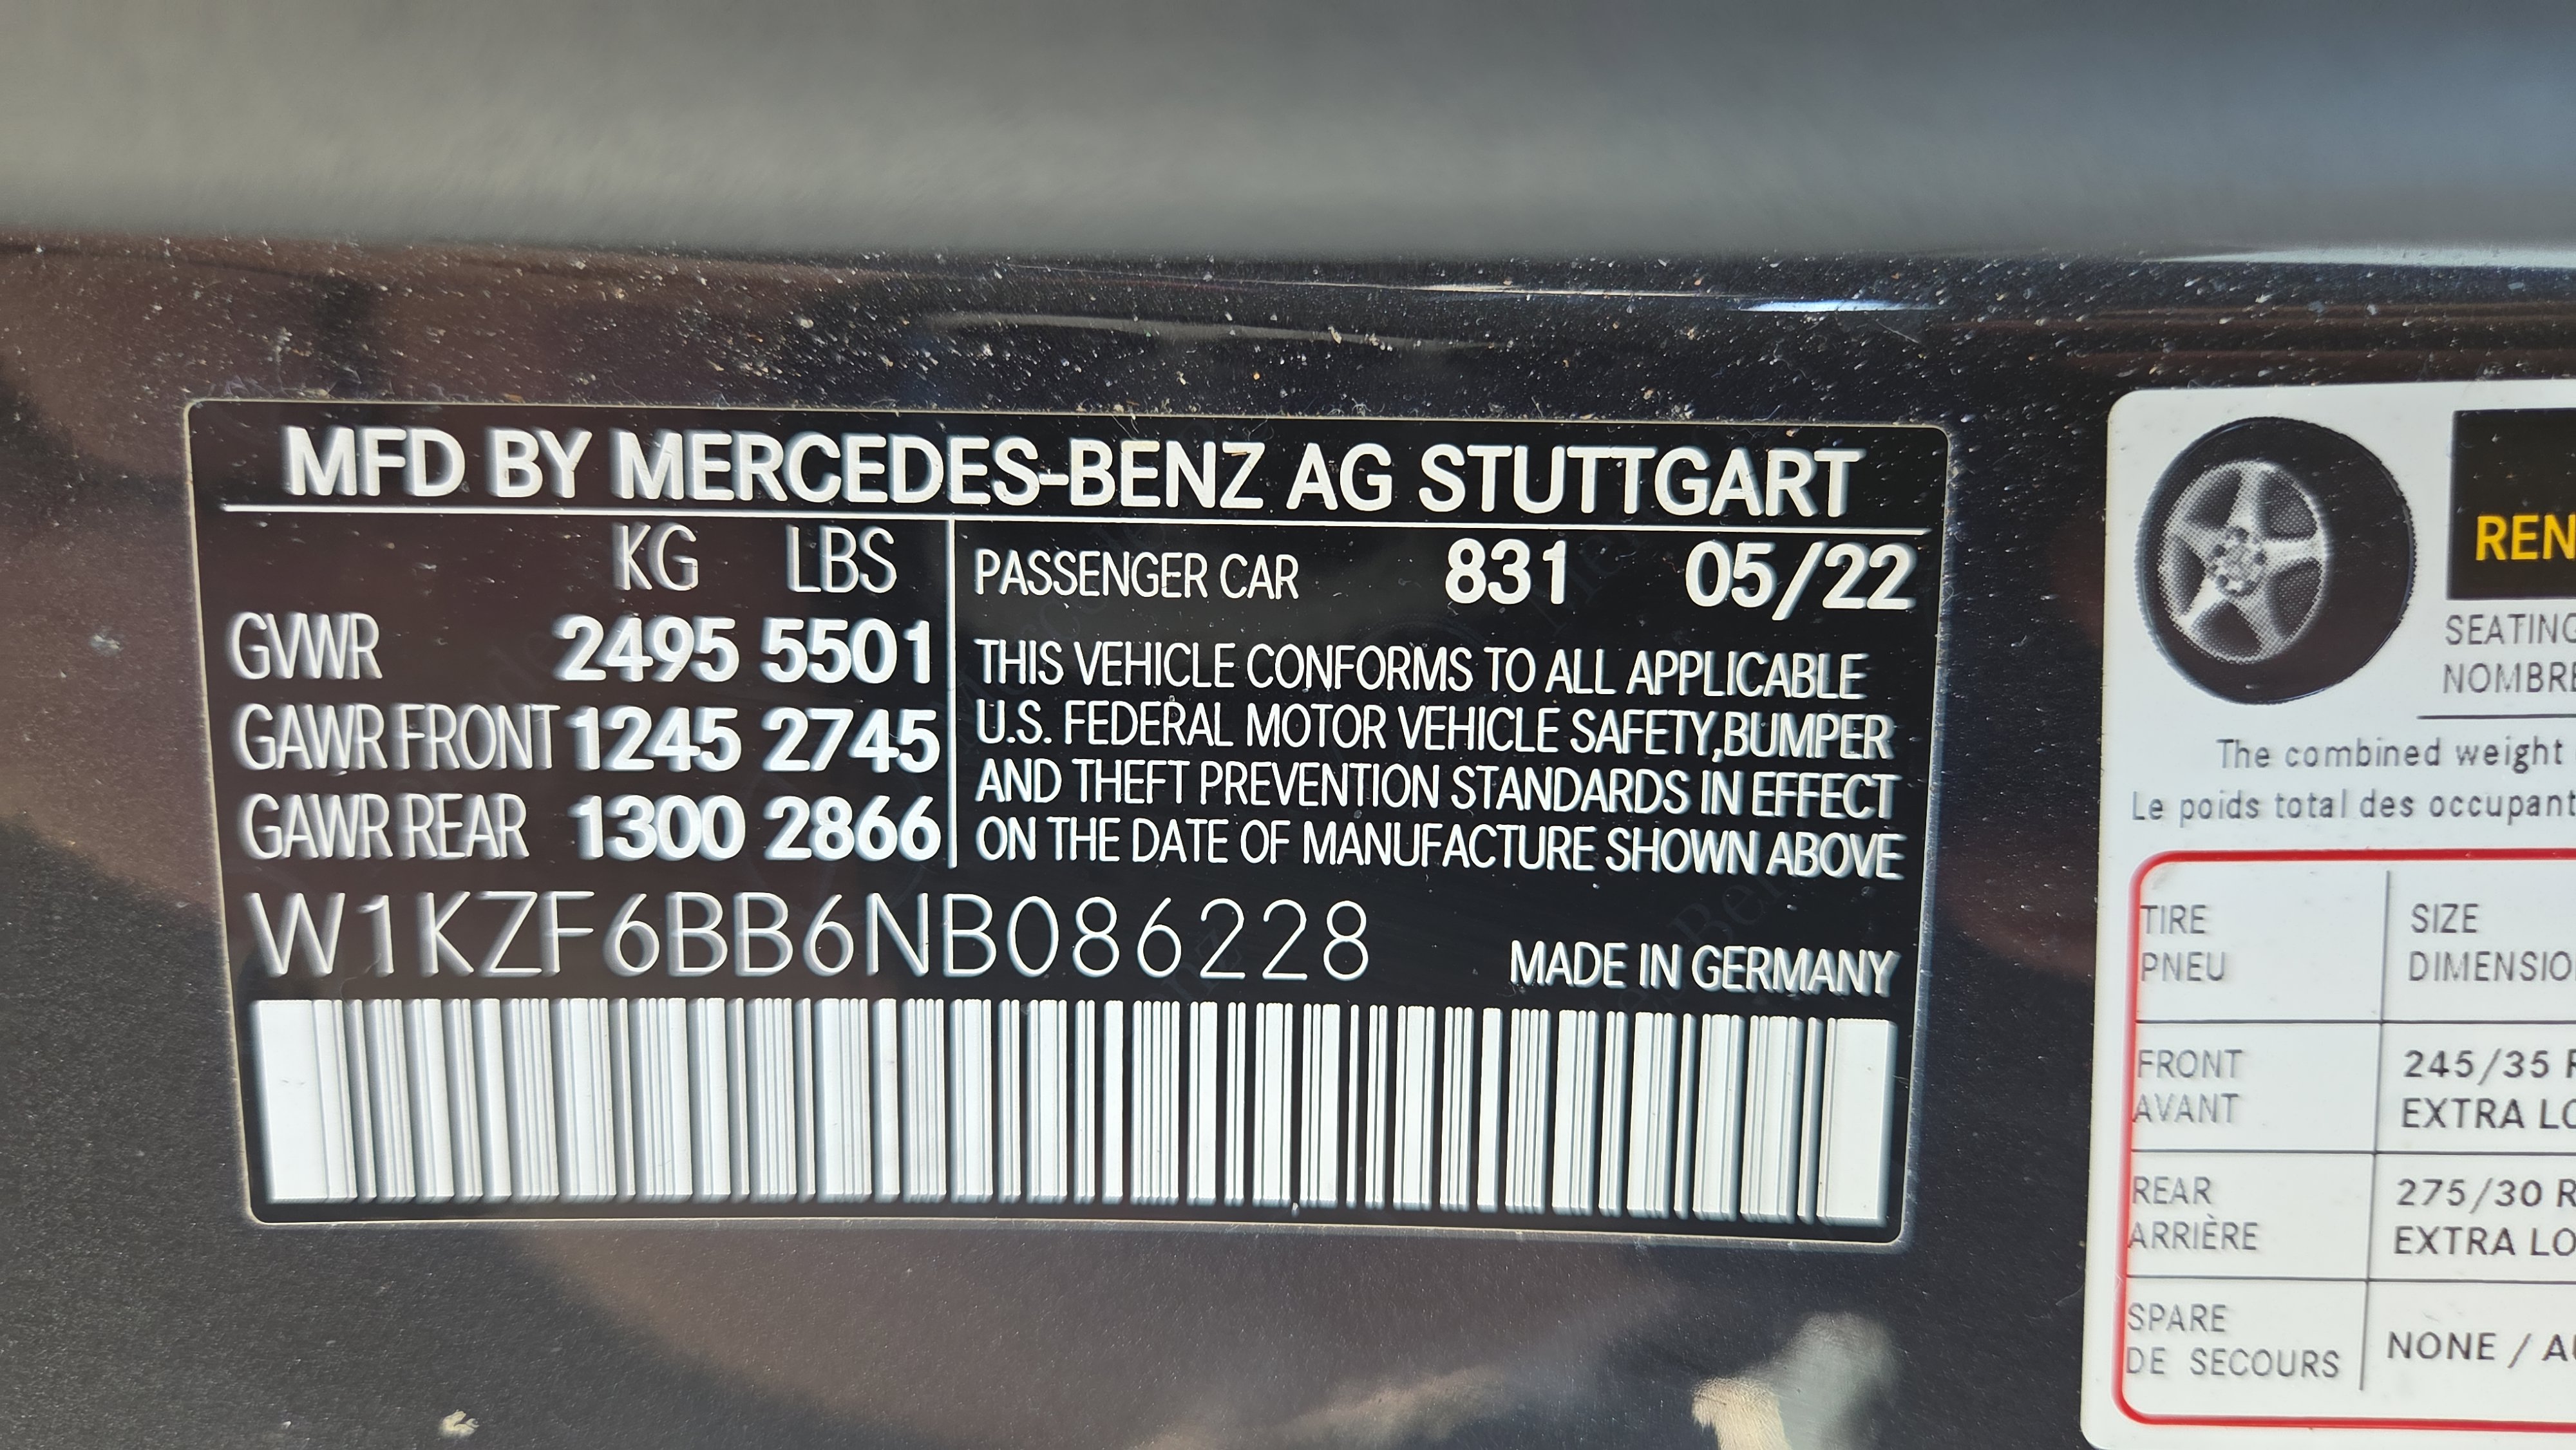 MFD BY MERCEDES-BENZ AG STUTTGART
KG LBS
GVWR 2495 5501
GAWR FRONT 1245 2745
GAWR REAR 1300 2866
PASSENGER CAR 831 05/22
THIS VEHICLE CONFORMS TO ALL APPLICABLE
U.S. FEDERAL MOTOR VEHICLE SAFETY,BUMPER
AND THEFT PREVENTION STANDARDS IN EFFECT
ON THE DATE OF MANUFACTURE SHOWN ABOVE
W1KZF6BB6NB086228
MADE IN GERMANY
REN
SEATING
NOMBRE
The combined weight
Le poids total des occupant
TIRE SIZE
PNEU DIMENSIO
FRONT 245/35 R
AVANT EXTRA LO
REAR 275/30 R
ARRIÈRE EXTRA LO
SPARE
DE SECOURS
NONE / AU